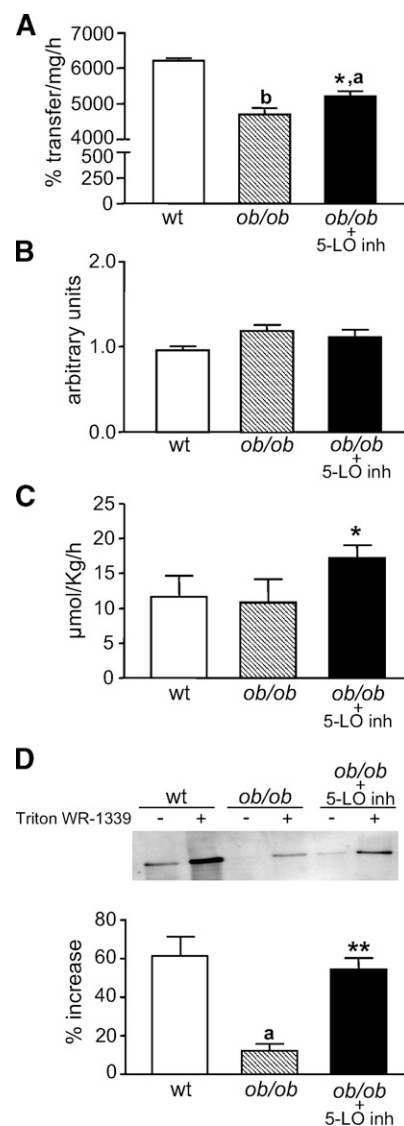 A
% transfer/mg/h
6000
5000
4000
500
250
0
b
*,a
wt
ob/ob
ob/ob
+
5-LO inh
B
arbitrary units
2.0
1.0
0.0
wt
ob/ob
ob/ob
+
5-LO inh
C
µmol/Kg/h
25
20
15
10
5
0
*
wt
ob/ob
ob/ob
+
5-LO inh
D
wt
ob/ob
ob/ob
+
5-LO inh
Triton WR-1339
- + - + - +
% increase
80
60
40
20
0
a
**
wt
ob/ob
ob/ob
+
5-LO inh